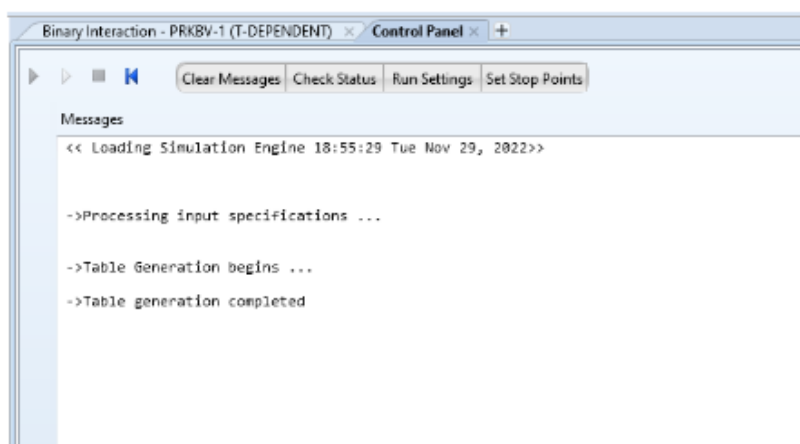 Binary Interaction - PRKBV-1 (T-DEPENDENT) × Control Panel × +
Clear Messages Check Status Run Settings Set Stop Points
Messages
<< Loading Simulation Engine 18:55:29 Tue Nov 29, 2022>>
->Processing input specifications ...
->Table Generation begins ...
->Table generation completed